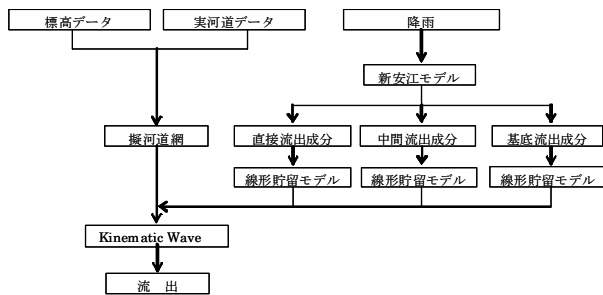 標高データ
実河道データ
降雨
新安江モデル
擬河道網
直接流出成分
中間流出成分
基底流出成分
線形貯留モデル
線形貯留モデル
線形貯留モデル
Kinematic Wave
流 出